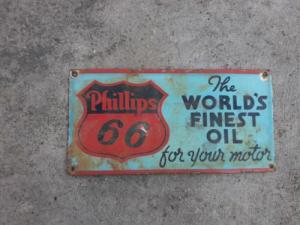 Phillips
66
The
WORLD'S
FINEST
OIL
for your motor